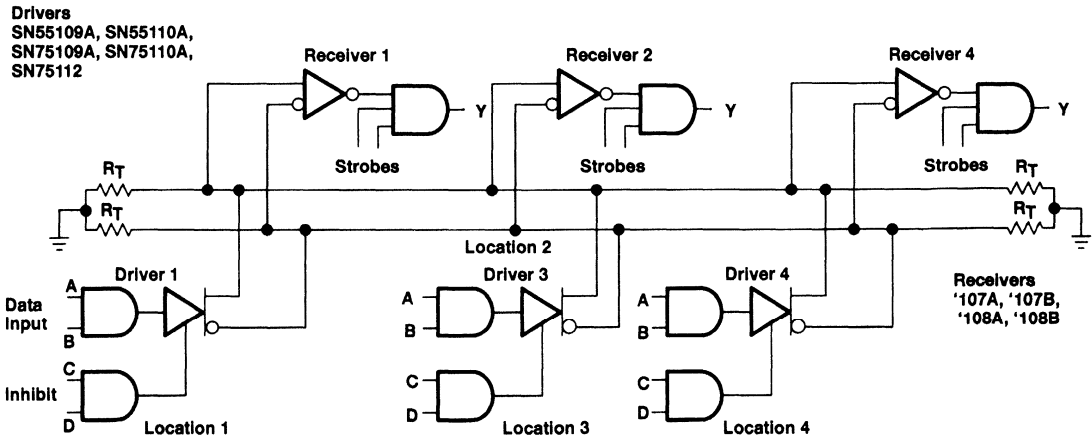 Drivers
SN55109A, SN55110A,
SN75109A, SN75110A,
SN75112
Receiver 1
Receiver 2
Receiver 4
Y
Y
Y
Strobes
Strobes
Strobes
RT
RT
RT
RT
Location 2
Driver 1
Driver 3
Driver 4
Receivers
‘107A, ‘107B,
‘108A, ‘108B
Data
Input
A
B
A
B
A
B
Inhibit
C
D
C
D
C
D
Location 1
Location 3
Location 4